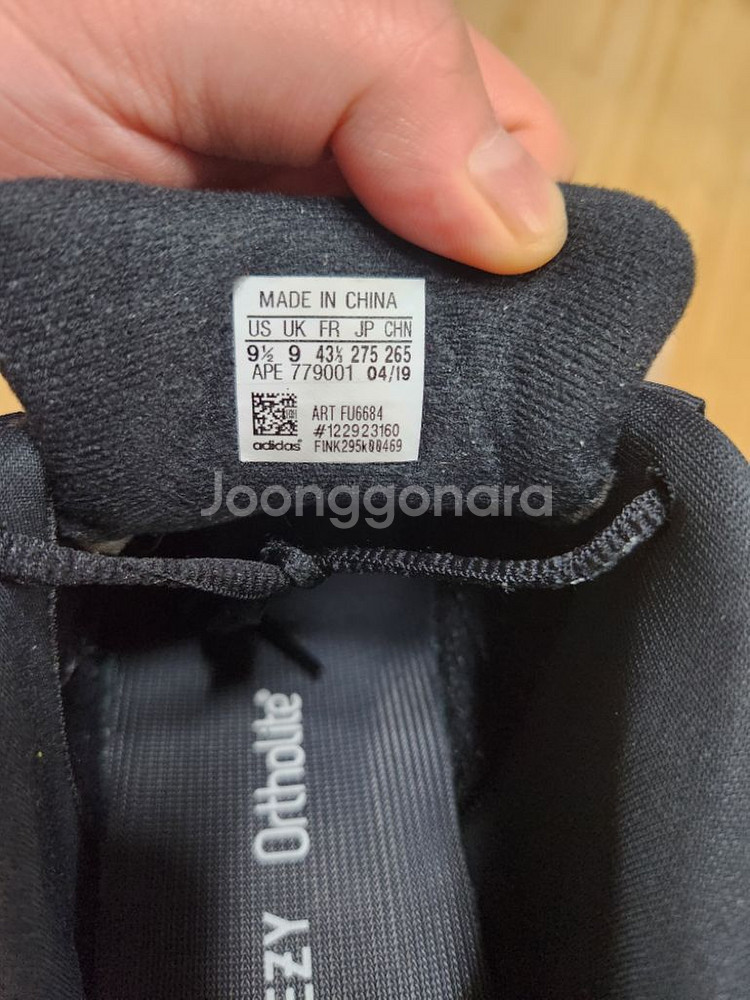 MADE IN CHINA
US UK FR JP CHN
9½ 9 43⅓ 275 265
APE 779001 04/19
ART FU6684
#122923160
adidas® FINK295k00469
Joonggonara
Ortholite®
EZY